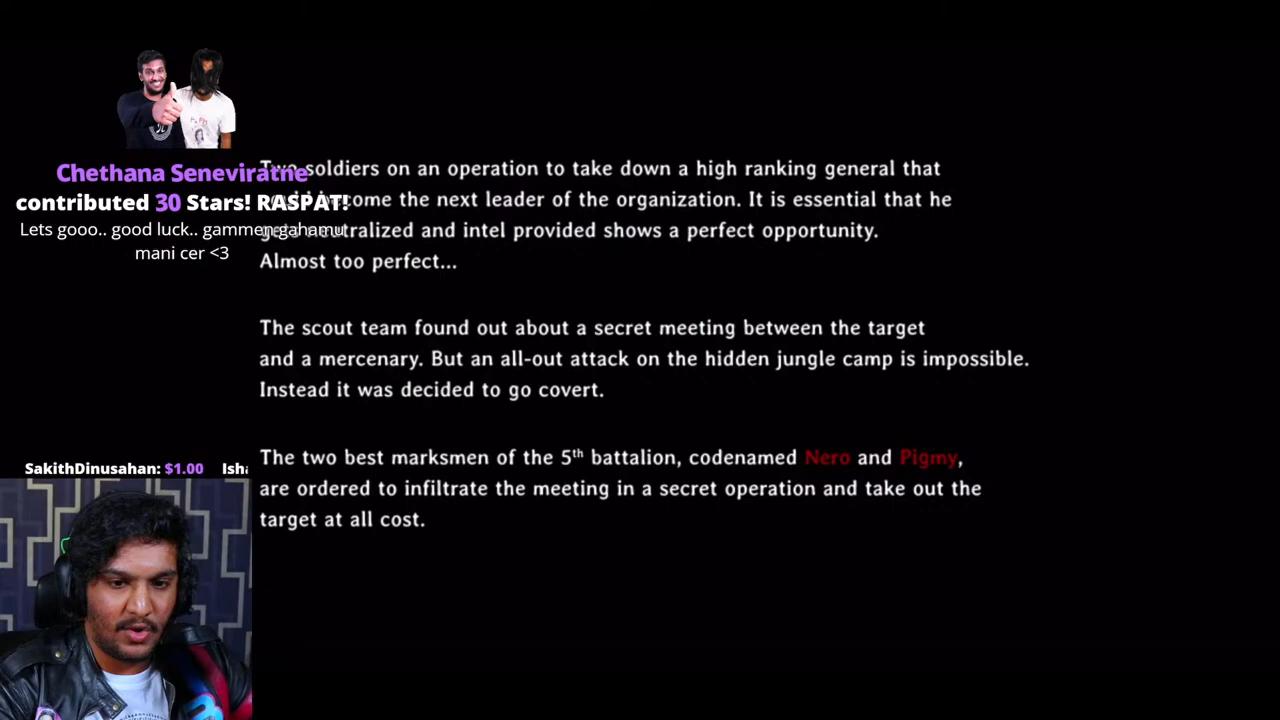 Chethana Seneviratne
contributed 30 Stars! RASPAT!
Lets gooo.. good luck.. gammen gahamu
mani cer <3
Two soldiers on an operation to take down a high ranking general that
come the next leader of the organization. It is essential that he
neutralized and intel provided shows a perfect opportunity.
Almost too perfect...
The scout team found out about a secret meeting between the target
and a mercenary. But an all-out attack on the hidden jungle camp is impossible.
Instead it was decided to go covert.
SakithDinusahan: $1.00 Isha
The two best marksmen of the 5th battalion, codenamed Nero and Pigmy,
are ordered to infiltrate the meeting in a secret operation and take out the
target at all cost.